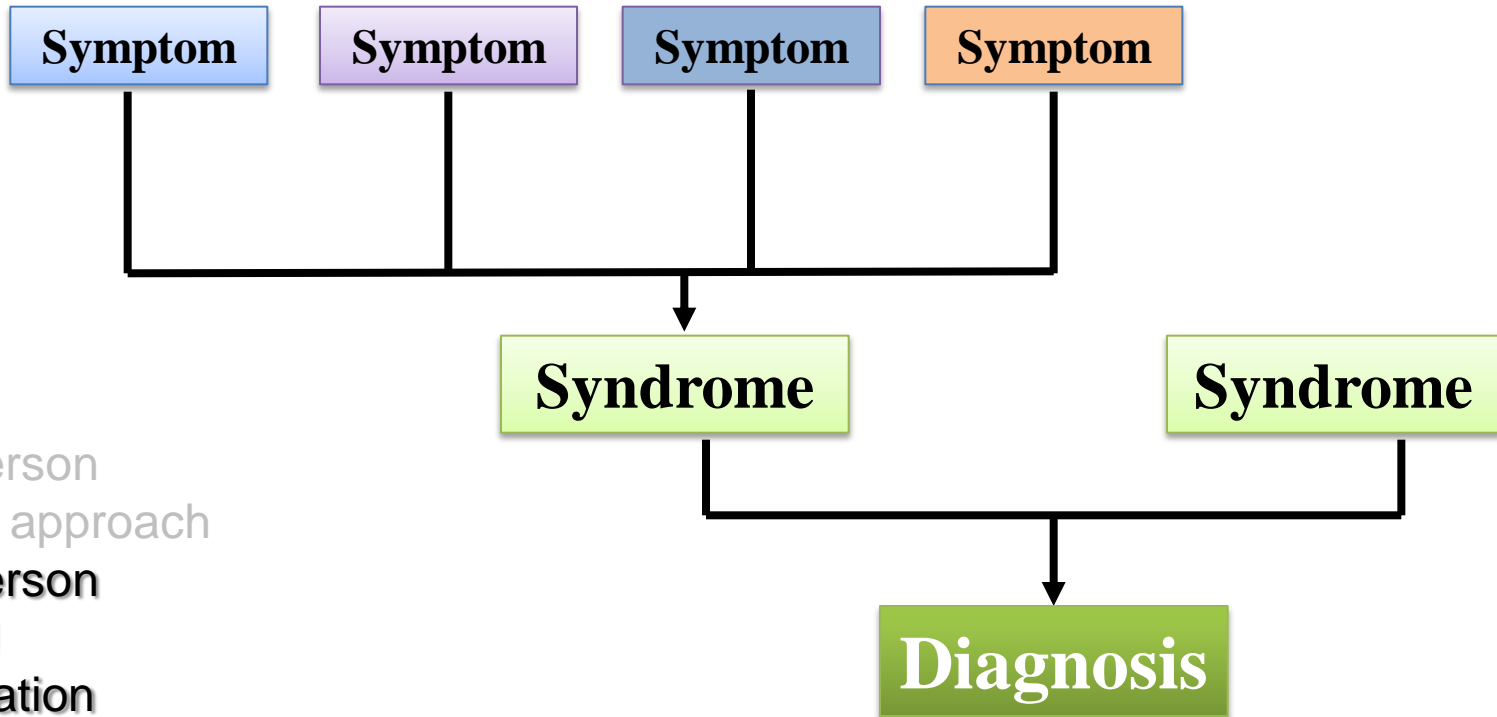 Symptom Symptom Symptom Symptom
Syndrome Syndrome
erson
approach
erson
ation
Diagnosis